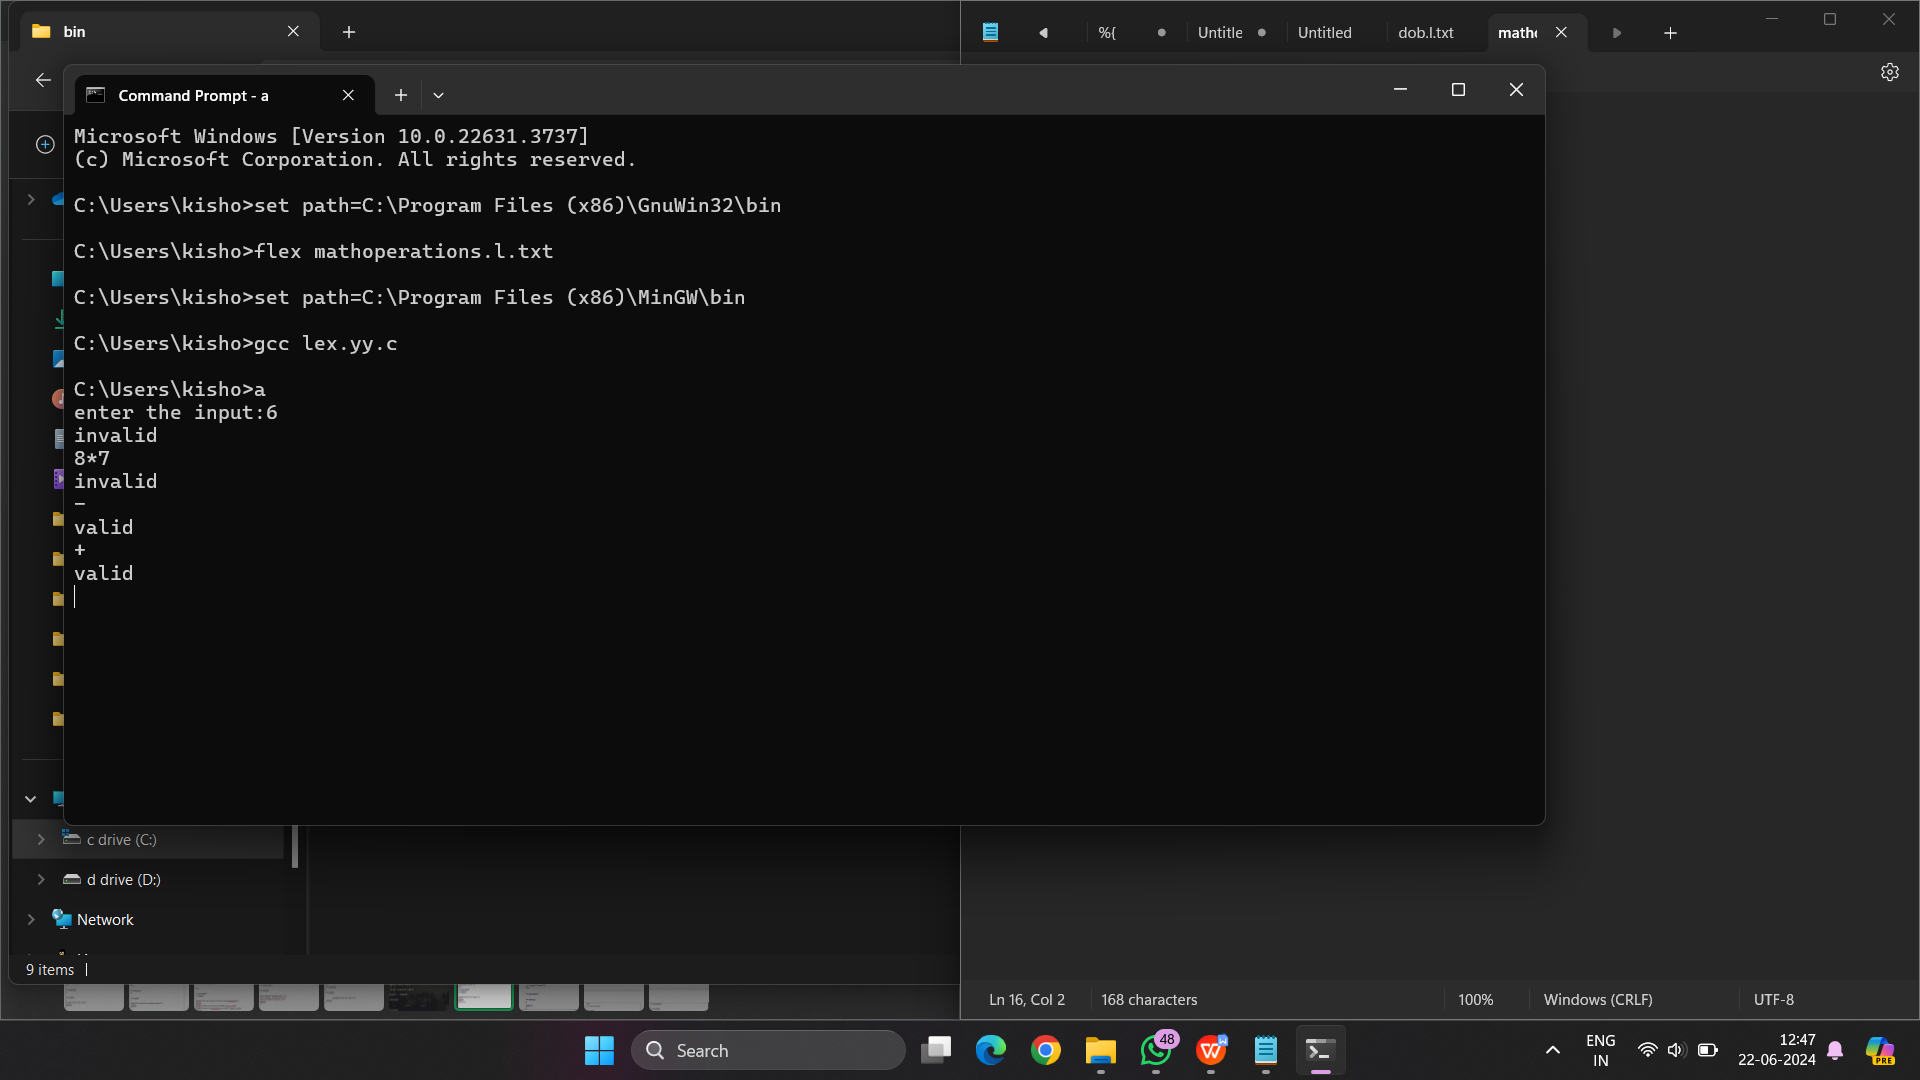 bin
%{
Untitle
Untitled
dob.l.txt
math
Command Prompt - a
Microsoft Windows [Version 10.0.22631.3737]
(c) Microsoft Corporation. All rights reserved.
C:\Users\kisho>set path=C:\Program Files (x86)\GnuWin32\bin
C:\Users\kisho>flex mathoperations.l.txt
C:\Users\kisho>set path=C:\Program Files (x86)\MinGW\bin
C:\Users\kisho>gcc lex.yy.c
C:\Users\kisho>a
enter the input:6
invalid
8*7
invalid
-
valid
+
valid
c drive (C:)
d drive (D:)
Network
9 items
Ln 16, Col 2
168 characters
100%
Windows (CRLF)
UTF-8
Search
48
W
PRE
ENG
IN
12:47
22-06-2024